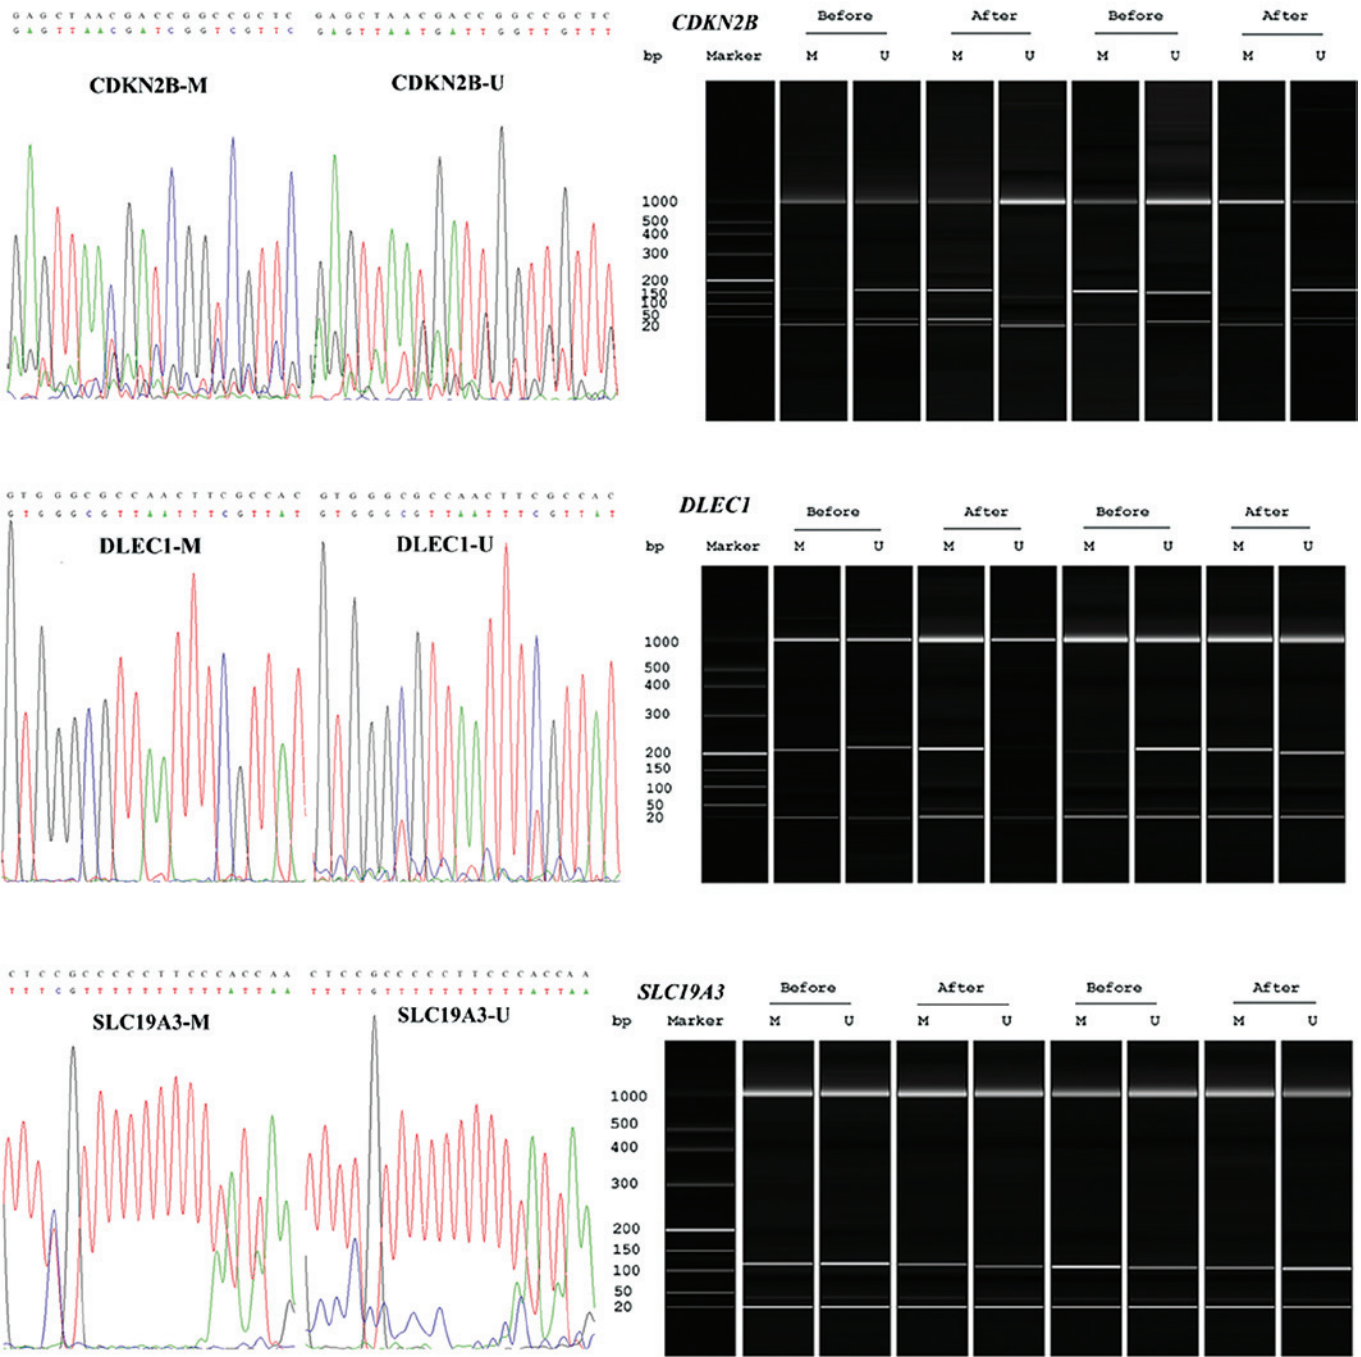 G A G C T A A C G A C C G G C C G C T C
G A G T T A A C G A T C G G T C G T T C
CDKN2B-M
G A G C T A A C G A C C G G C C G C T C
G A G T T A A T G A T T G G T T G T T T
CDKN2B-U
CDKN2B
Before After Before After
bp Marker M U M U M U M U
1000
500
400
300
200
150
100
50
20
G T G G G C G C C A A C T T C G C C A C
G T G G G C G T T A A T T T C G T T A T
DLEC1-M
G T G G G C G C C A A C T T C G C C A C
G T G G G C G T T A A T T T C G T T A T
DLEC1-U
DLEC1
Before After Before After
bp Marker M U M U M U M U
1000
500
400
300
200
150
100
50
20
C T C C G C C C C C T T C C C A C C A A
T T T C G T T T T T T T T T T A T T A A
SLC19A3-M
C T C C G C C C C C T T C C C A C C A A
T T T T G T T T T T T T T T T A T T A A
SLC19A3-U
SLC19A3
Before After Before After
bp Marker M U M U M U M U
1000
500
400
300
200
150
100
50
20